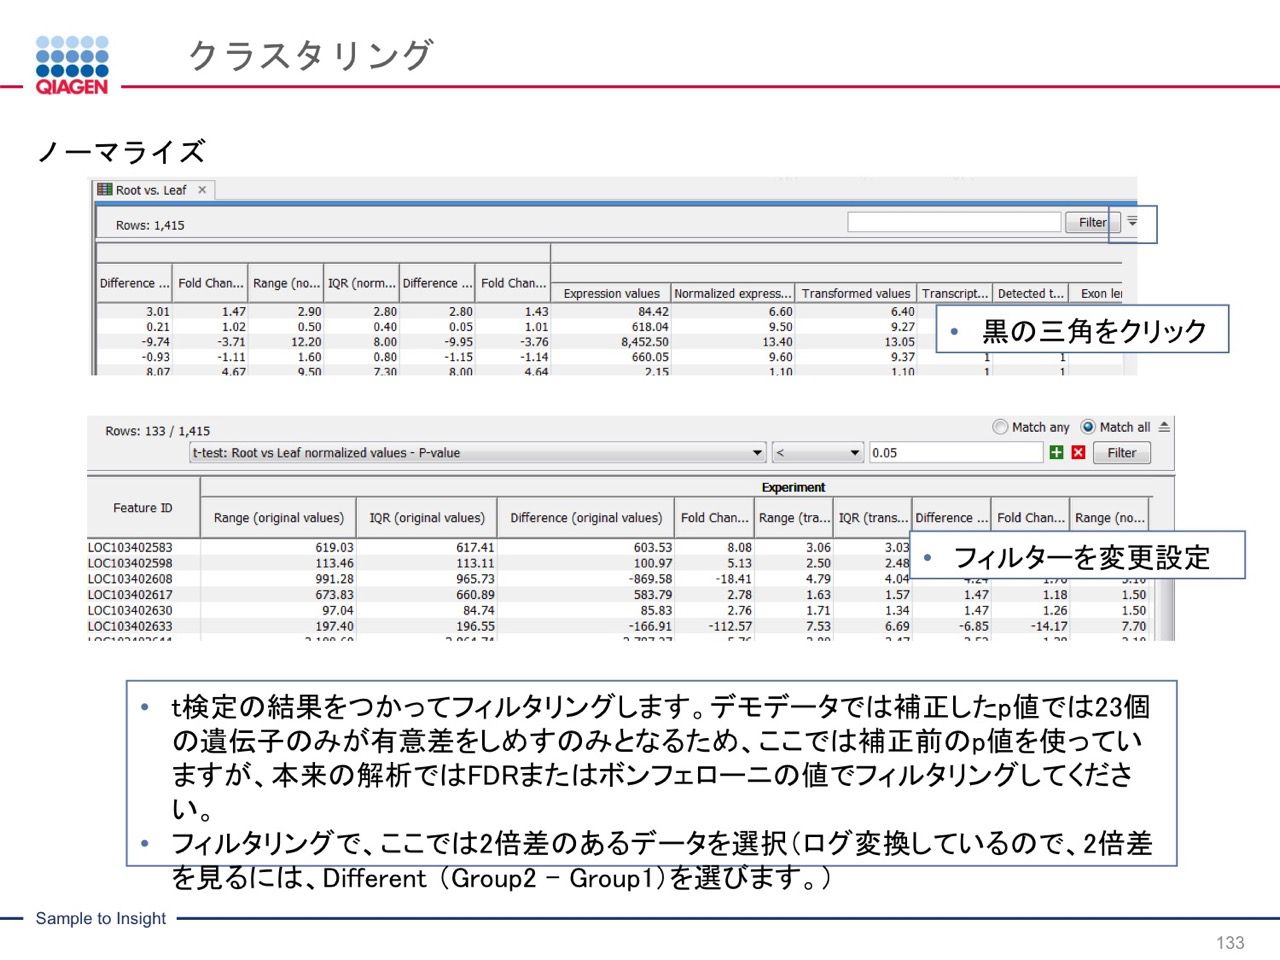 クラスタリング
QIAGEN
ノーマライズ
Root vs. Leaf
Rows: 1,415
Filter
Difference ... Fold Chan... Range (no... IQR (norm... Difference ... Fold Chan... Expression values Normalized express... Transformed values Transcript... Detected t... Exon le
3.01 1.47 2.90 2.80 2.80 1.43 84.42 6.60 6.40
0.21 1.02 0.50 0.40 0.05 1.01 618.04 9.50 9.27
-9.74 -3.71 12.20 8.00 -9.95 -3.76 8,452.50 13.40 13.05
-0.93 -1.11 1.60 0.80 -1.15 -1.14 660.05 9.60 9.37 1 1
8.07 4.67 9.50 7.30 8.00 4.64 2.15 1.10 1.10 1 1
• 黒の三角をクリック
Rows: 133 / 1,415
Match any Match all
t-test: Root vs Leaf normalized values - P-value < 0.05 Filter
Experiment
Feature ID Range (original values) IQR (original values) Difference (original values) Fold Chan... Range (tra... IQR (trans... Difference ... Fold Chan... Range (no...
LOC103402583 619.03 617.41 603.53 8.08 3.06 3.03
LOC103402598 113.46 113.11 100.97 5.13 2.50 2.48
LOC103402608 991.28 965.73 -869.58 -18.41 4.79 4.04
LOC103402617 673.83 660.89 583.79 2.78 1.63 1.57 1.47 1.18 1.50
LOC103402630 97.04 84.74 85.83 2.76 1.71 1.34 1.47 1.26 1.50
LOC103402633 197.40 196.55 -166.91 -112.57 7.53 6.69 -6.85 -14.17 7.70
• フィルターを変更設定
• t検定の結果をつかってフィルタリングします。デモデータでは補正したp値では23個
の遺伝子のみが有意差をしめすのみとなるため、ここでは補正前のp値を使ってい
ますが、本来の解析ではFDRまたはボンフェローニの値でフィルタリングしてくださ
い。
• フィルタリングで、ここでは2倍差のあるデータを選択（ログ変換しているので、2倍差
を見るには、Different （Group2 – Group1）を選びます。）
Sample to Insight
133